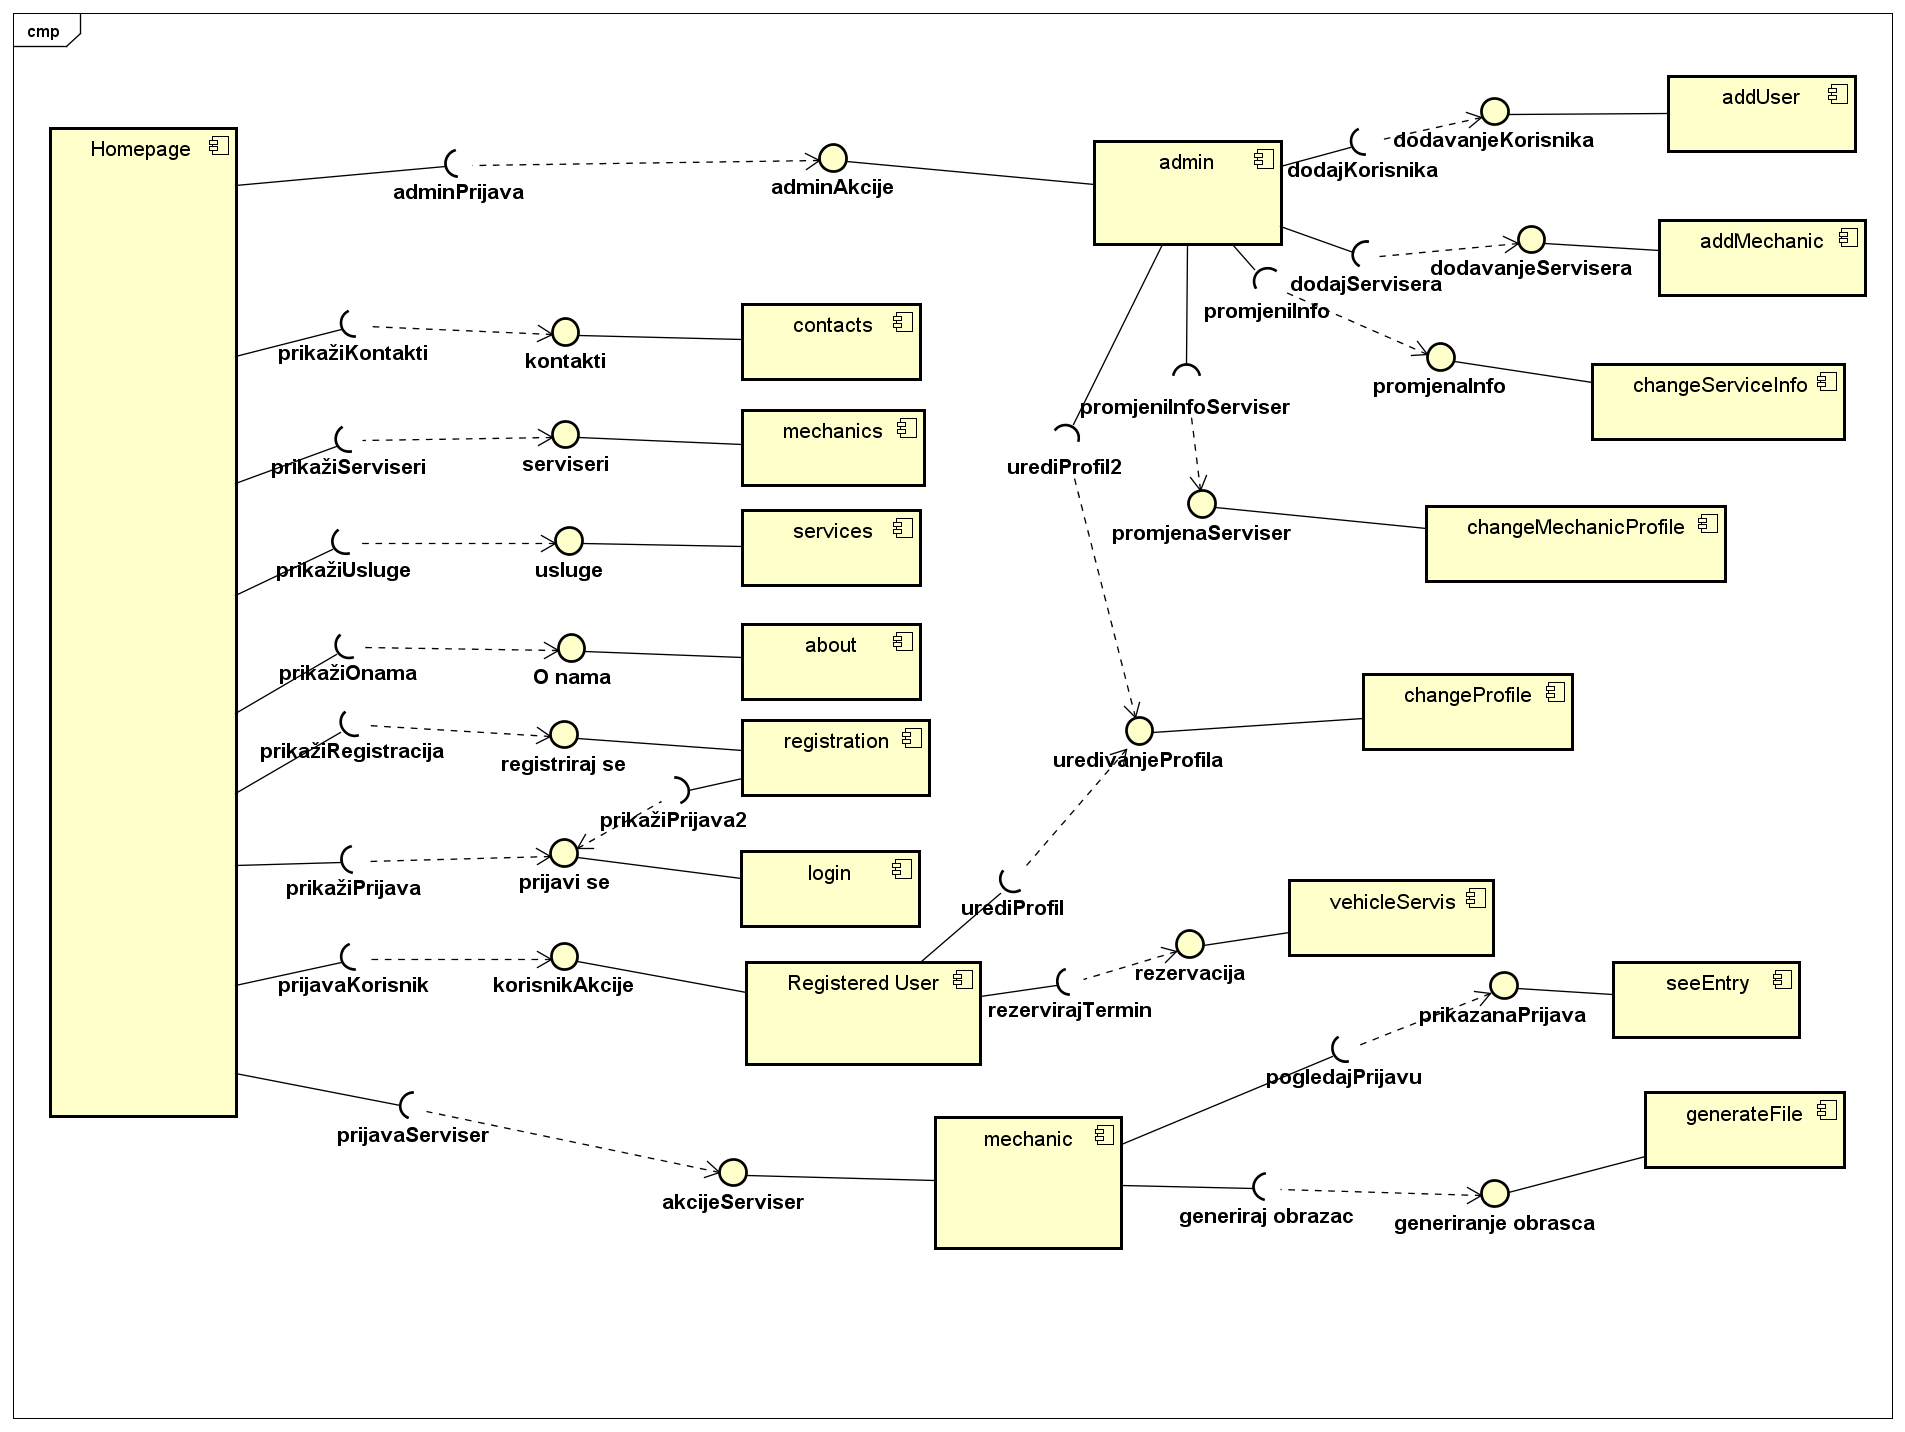 cmp
Homepage
adminPrijava
adminAkcije
admin
dodajKorisnika
dodavanjeKorisnika
addUser
dodajServisera
dodavanjeServisera
addMechanic
promjeniInfo
promjenaInfo
changeServiceInfo
promjeniInfoServiser
promjenaServiser
changeMechanicProfile
urediProfil2
uredivanjeProfila
changeProfile
prikažiKontakti
kontakti
contacts
prikažiServiseri
serviseri
mechanics
prikažiUsluge
usluge
services
prikažiOnama
O nama
about
prikažiRegistracija
registriraj se
registration
prikažiPrijava2
prikažiPrijava
prijavi se
login
urediProfil
prijavaKorisnik
korisnikAkcije
Registered User
rezervirajTermin
rezervacija
vehicleServis
prijavaServiser
akcijeServiser
mechanic
pogledajPrijavu
prikazanaPrijava
seeEntry
generiraj obrazac
generiranje obrasca
generateFile